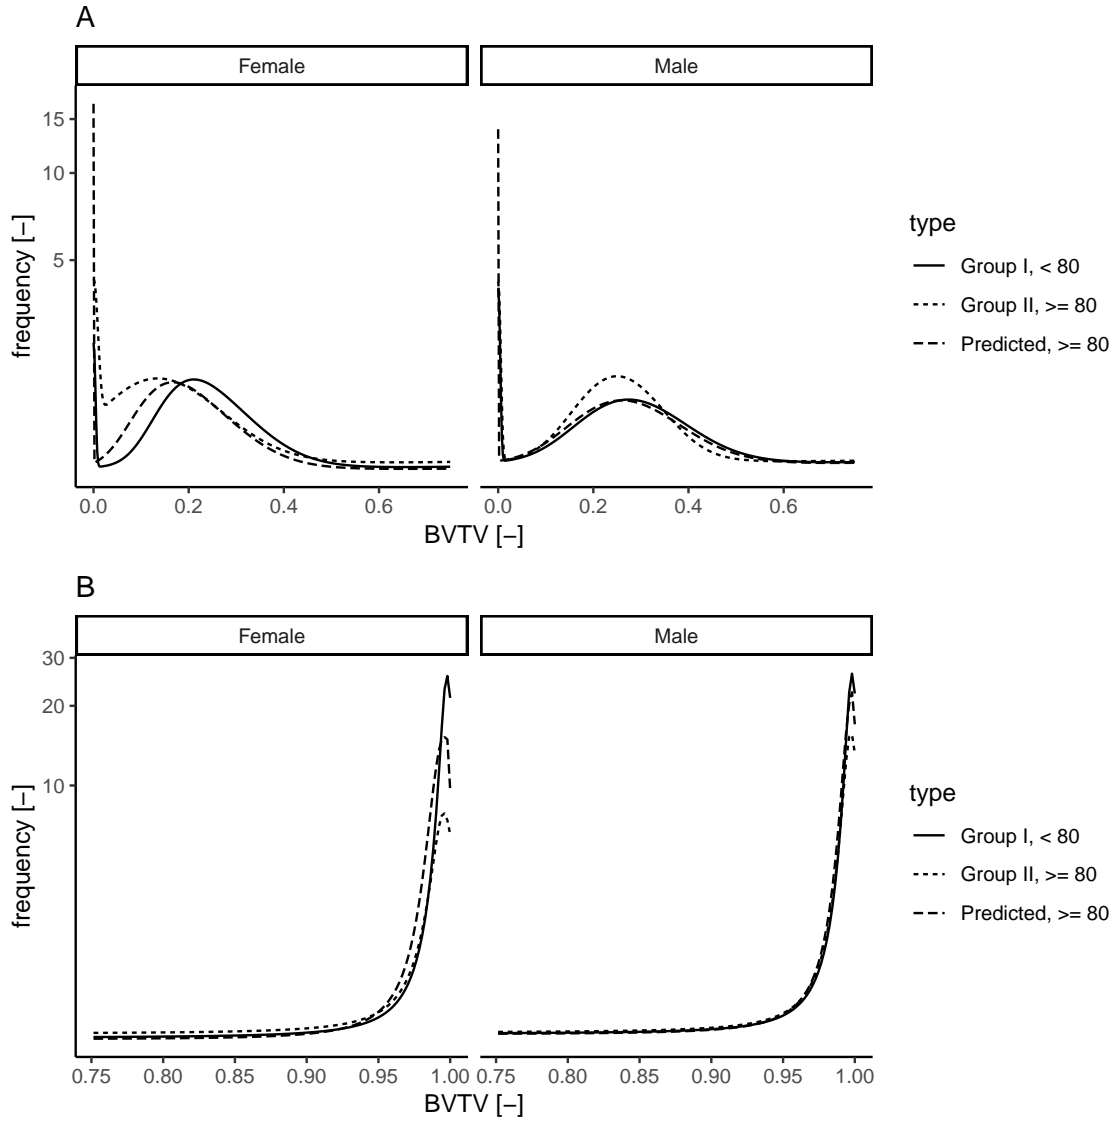 A
Female
Male
15
10
5
frequency [−]
0.0 0.2 0.4 0.6
0.0 0.2 0.4 0.6
BVTV [−]
type
Group I, < 80
Group II, >= 80
Predicted, >= 80
B
Female
Male
30
20
10
frequency [−]
0.75 0.80 0.85 0.90 0.95 1.00
0.75 0.80 0.85 0.90 0.95 1.00
BVTV [−]
type
Group I, < 80
Group II, >= 80
Predicted, >= 80